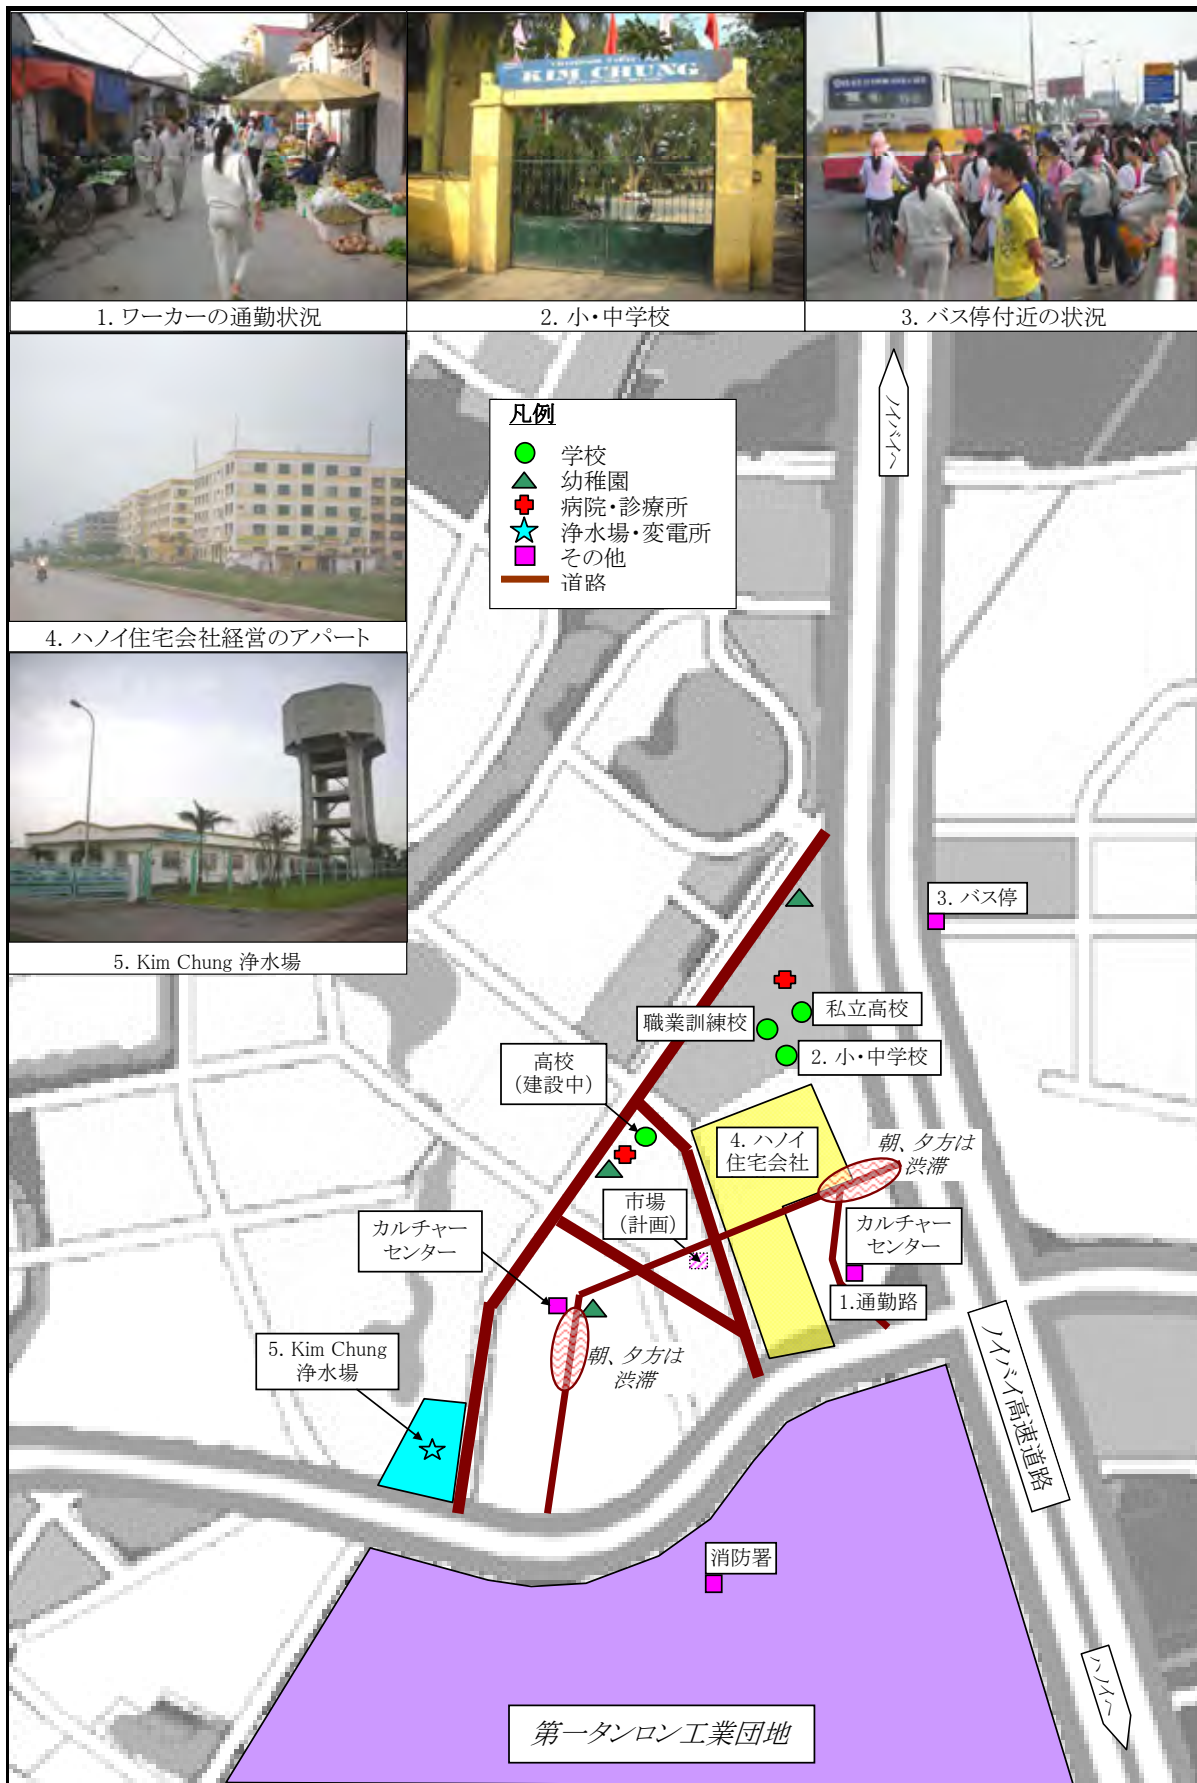 KIM CHUNG
1. ワーカーの通勤状況
2. 小・中学校
3. バス停付近の状況
4. ハノイ住宅会社経営のアパート
5. Kim Chung 浄水場
凡例
学校
幼稚園
病院・診療所
浄水場・変電所
その他
道路
ノイバイへ
3. バス停
私立高校
職業訓練校
2. 小・中学校
高校
(建設中)
4. ハノイ
住宅会社
朝、夕方は
渋滞
市場
(計画)
カルチャー
センター
カルチャー
センター
1.通勤路
5. Kim Chung
浄水場
朝、夕方は
渋滞
ノイバイ高速道路
消防署
ハノイへ
第一タンロン工業団地